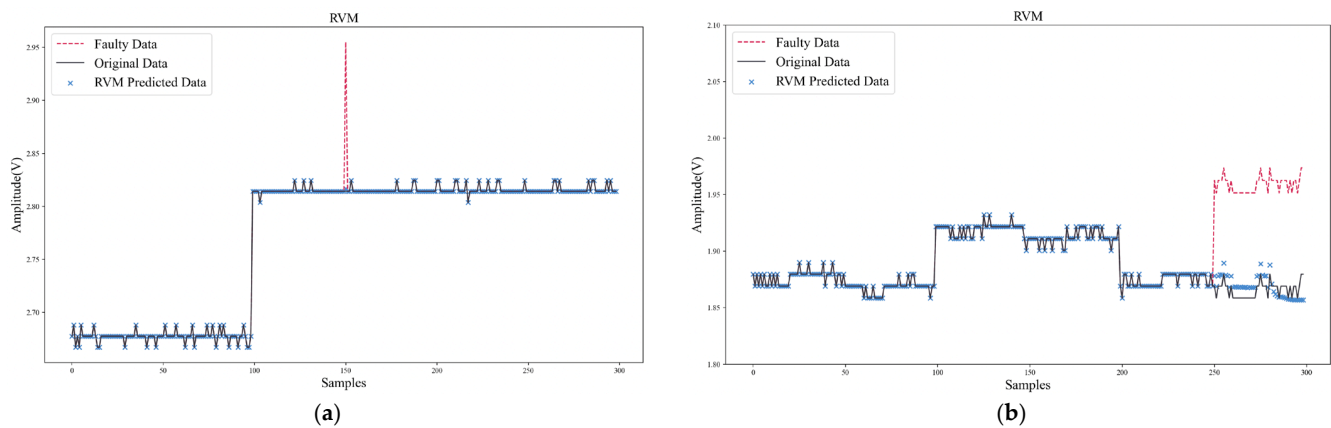 RVM
Faulty Data
Original Data
RVM Predicted Data
Amplitude(V)
2.95
2.90
2.85
2.80
2.75
2.70
0
50
100
150
200
250
300
Samples
(a)
RVM
Faulty Data
Original Data
RVM Predicted Data
Amplitude(V)
2.10
2.05
2.00
1.95
1.90
1.85
1.80
0
50
100
150
200
250
300
Samples
(b)